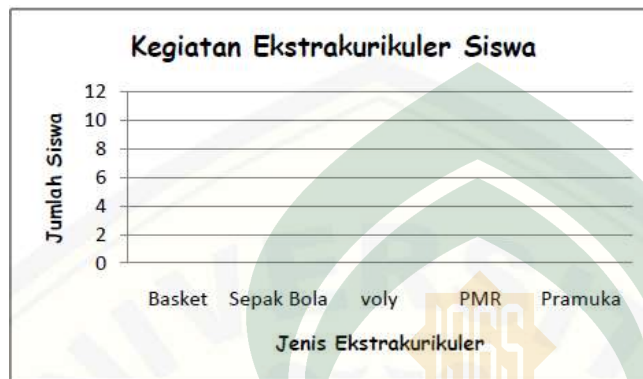 Kegiatan Ekstrakurikuler Siswa
Jumlah Siswa
12
10
8
6
4
2
0
Basket Sepak Bola voly PMR Pramuka
Jenis Ekstrakurikuler